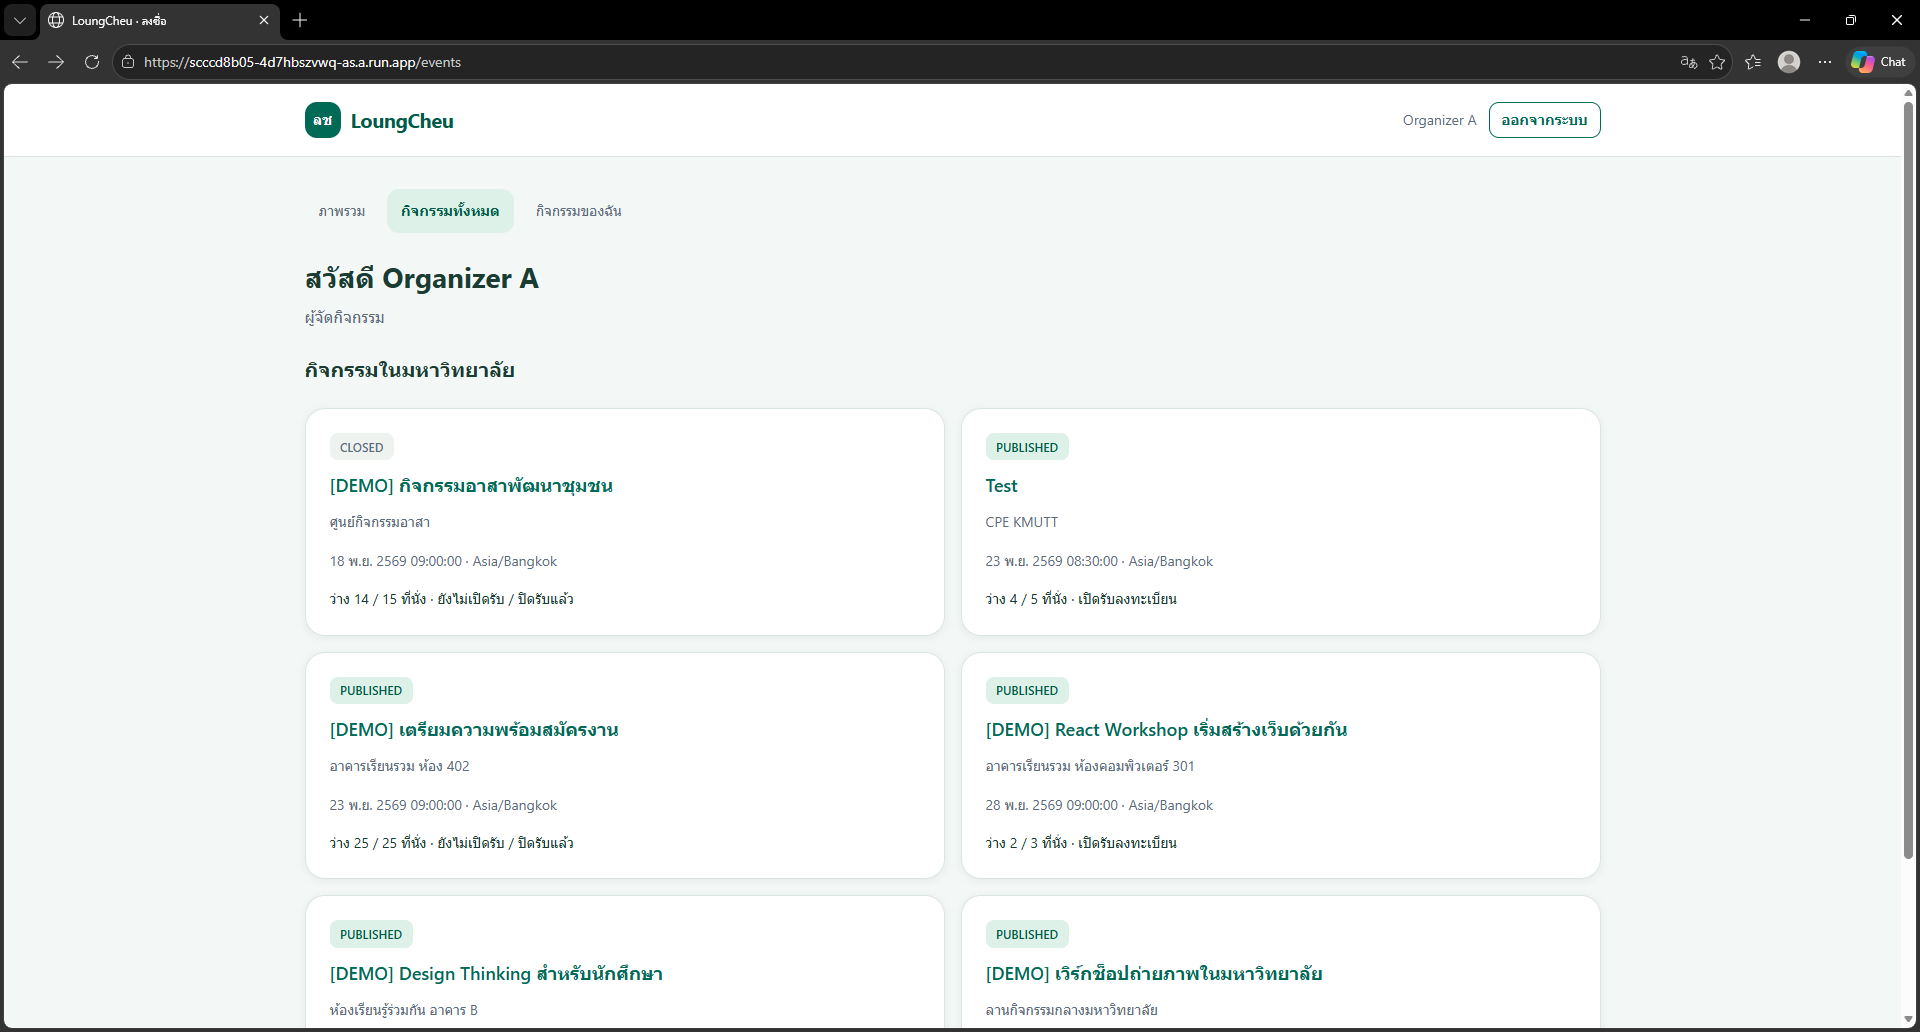 LoungCheu · ลงชื่อ
https://scccd8b05-4d7hbszvwq-as.a.run.app/events
Chat
ลช LoungCheu
Organizer A ออกจากระบบ
ภาพรวม กิจกรรมทั้งหมด กิจกรรมของฉัน
สวัสดี Organizer A
ผู้จัดกิจกรรม
กิจกรรมในมหาวิทยาลัย
CLOSED
[DEMO] กิจกรรมอาสาพัฒนาชุมชน
ศูนย์กิจกรรมอาสา
18 พ.ย. 2569 09:00:00 · Asia/Bangkok
ว่าง 14 / 15 ที่นั่ง · ยังไม่เปิดรับ / ปิดรับแล้ว
PUBLISHED
Test
CPE KMUTT
23 พ.ย. 2569 08:30:00 · Asia/Bangkok
ว่าง 4 / 5 ที่นั่ง · เปิดรับลงทะเบียน
PUBLISHED
[DEMO] เตรียมความพร้อมสมัครงาน
อาคารเรียนรวม ห้อง 402
23 พ.ย. 2569 09:00:00 · Asia/Bangkok
ว่าง 25 / 25 ที่นั่ง · ยังไม่เปิดรับ / ปิดรับแล้ว
PUBLISHED
[DEMO] React Workshop เริ่มสร้างเว็บด้วยกัน
อาคารเรียนรวม ห้องคอมพิวเตอร์ 301
28 พ.ย. 2569 09:00:00 · Asia/Bangkok
ว่าง 2 / 3 ที่นั่ง · เปิดรับลงทะเบียน
PUBLISHED
[DEMO] Design Thinking สำหรับนักศึกษา
ห้องเรียนรู้ร่วมกัน อาคาร B
PUBLISHED
[DEMO] เวิร์กช็อปถ่ายภาพในมหาวิทยาลัย
ลานกิจกรรมกลางมหาวิทยาลัย